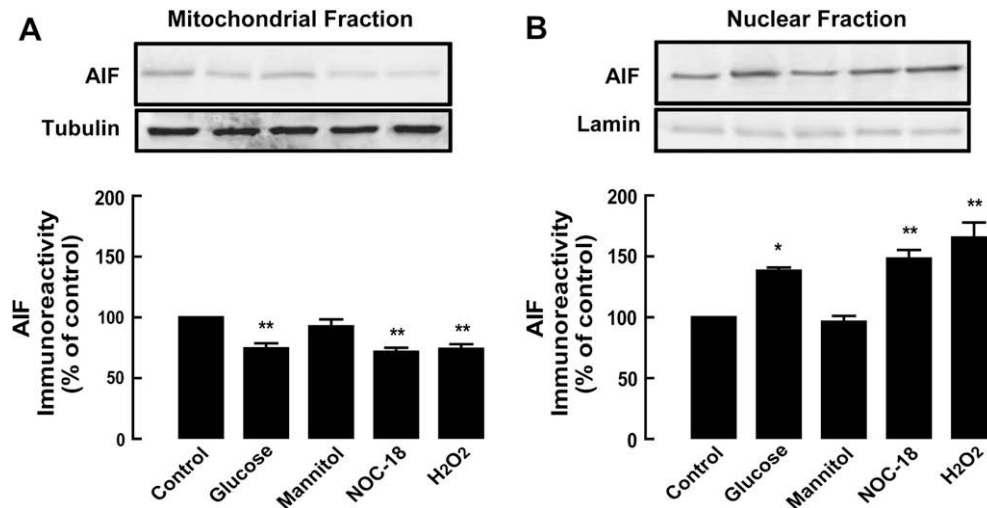 A
Mitochondrial Fraction
AIF
Tubulin
AIF
Immunoreactivity
(% of control)
200
150
100
50
0
**
**
**
Control
Glucose
Mannitol
NOC-18
H2O2
B
Nuclear Fraction
AIF
Lamin
AIF
Immunoreactivity
(% of control)
200
150
100
50
0
*
**
**
Control
Glucose
Mannitol
NOC-18
H2O2